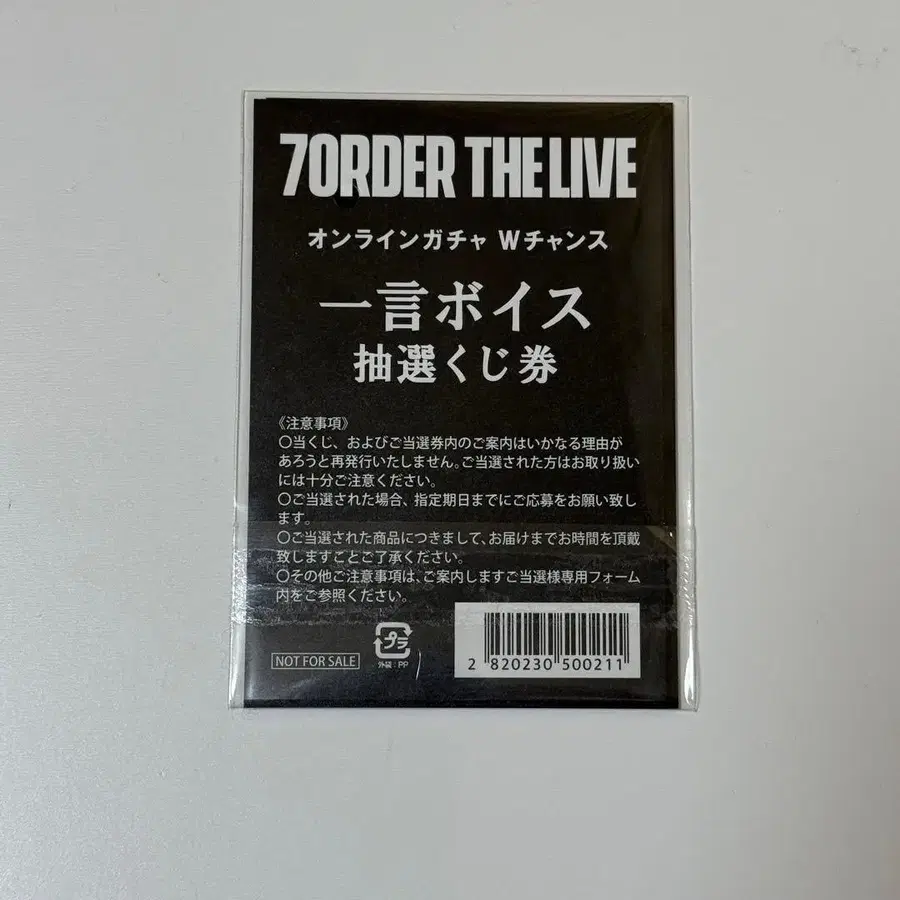 7ORDER THE LIVE
オンラインガチャ Wチャンス
一言ボイス
抽選くじ券
《注意事項》
〇当くじ、およびご当選券内のご案内はいかなる理由が
あろうと再発行いたしません。ご当選された方はお取り扱い
には十分ご注意ください。
〇ご当選された場合、指定期日までにご応募をお願い致し
ます。
〇ご当選された商品につきまして、お届けまでお時間を頂戴
致しますごとご了承ください。
〇その他ご注意事項は、ご案内しますご当選様専用フォーム
内をご参照ください。
NOT FOR SALE
プラ
外袋:PP
2 820230 500211